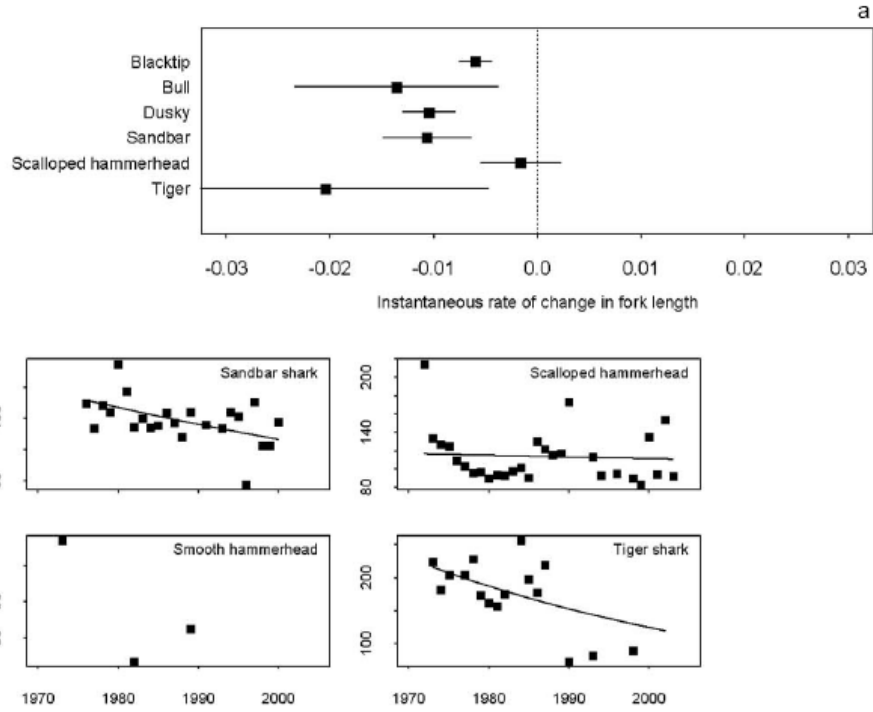 a
Blacktip
Bull
Dusky
Sandbar
Scalloped hammerhead
Tiger
-0.03 -0.02 -0.01 0.0 0.01 0.02 0.03
Instantaneous rate of change in fork length
Sandbar shark
Scalloped hammerhead
200
140
80
Smooth hammerhead
Tiger shark
200
100
1970 1980 1990 2000
1970 1980 1990 2000